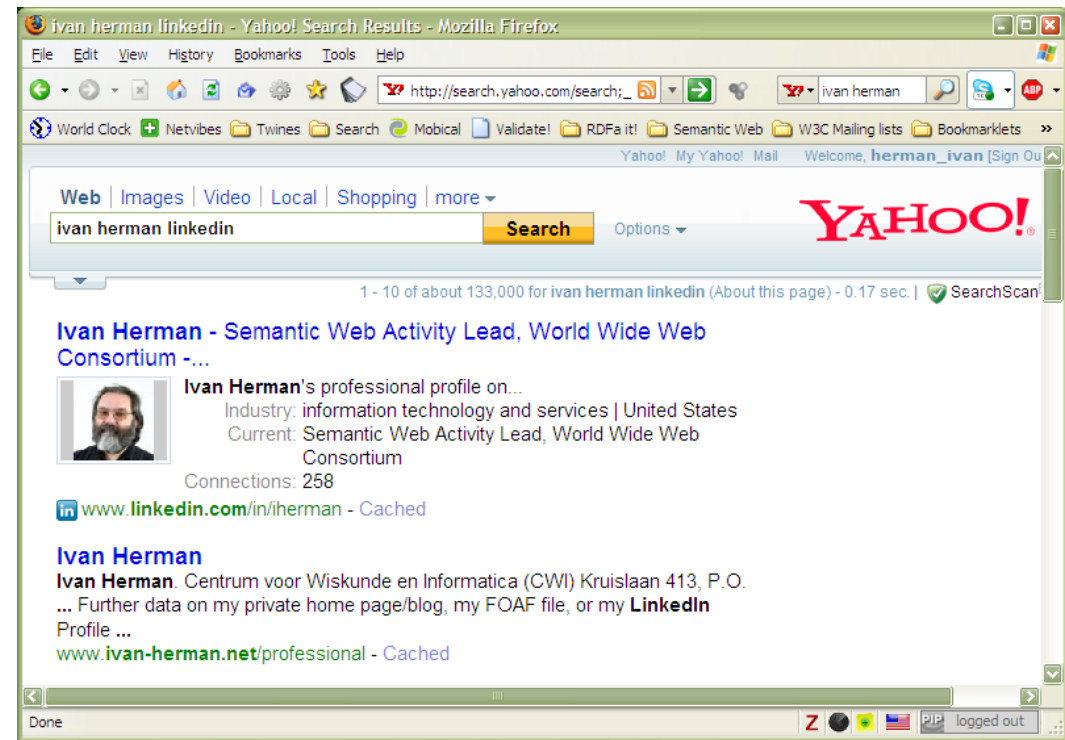 ivan herman linkedin - Yahoo! Search Results - Mozilla Firefox
File Edit View History Bookmarks Tools Help
http://search.yahoo.com/search;_ ivan herman ABP
World Clock Netvibes Twines Search Mobical Validate! RDFa it! Semantic Web W3C Mailing lists Bookmarklets »
Yahoo! My Yahoo! Mail Welcome, herman_ivan [Sign Ou
Web | Images | Video | Local | Shopping | more
ivan herman linkedin Search Options YAHOO!
1 - 10 of about 133,000 for ivan herman linkedin (About this page) - 0.17 sec. | SearchScan
Ivan Herman - Semantic Web Activity Lead, World Wide Web
Consortium -...
Ivan Herman's professional profile on...
Industry: information technology and services | United States
Current: Semantic Web Activity Lead, World Wide Web
Consortium
Connections: 258
in www.linkedin.com/in/iherman - Cached
Ivan Herman
Ivan Herman. Centrum voor Wiskunde en Informatica (CWI) Kruislaan 413, P.O.
... Further data on my private home page/blog, my FOAF file, or my LinkedIn
Profile ...
www.ivan-herman.net/professional - Cached
Done Z PIP logged out